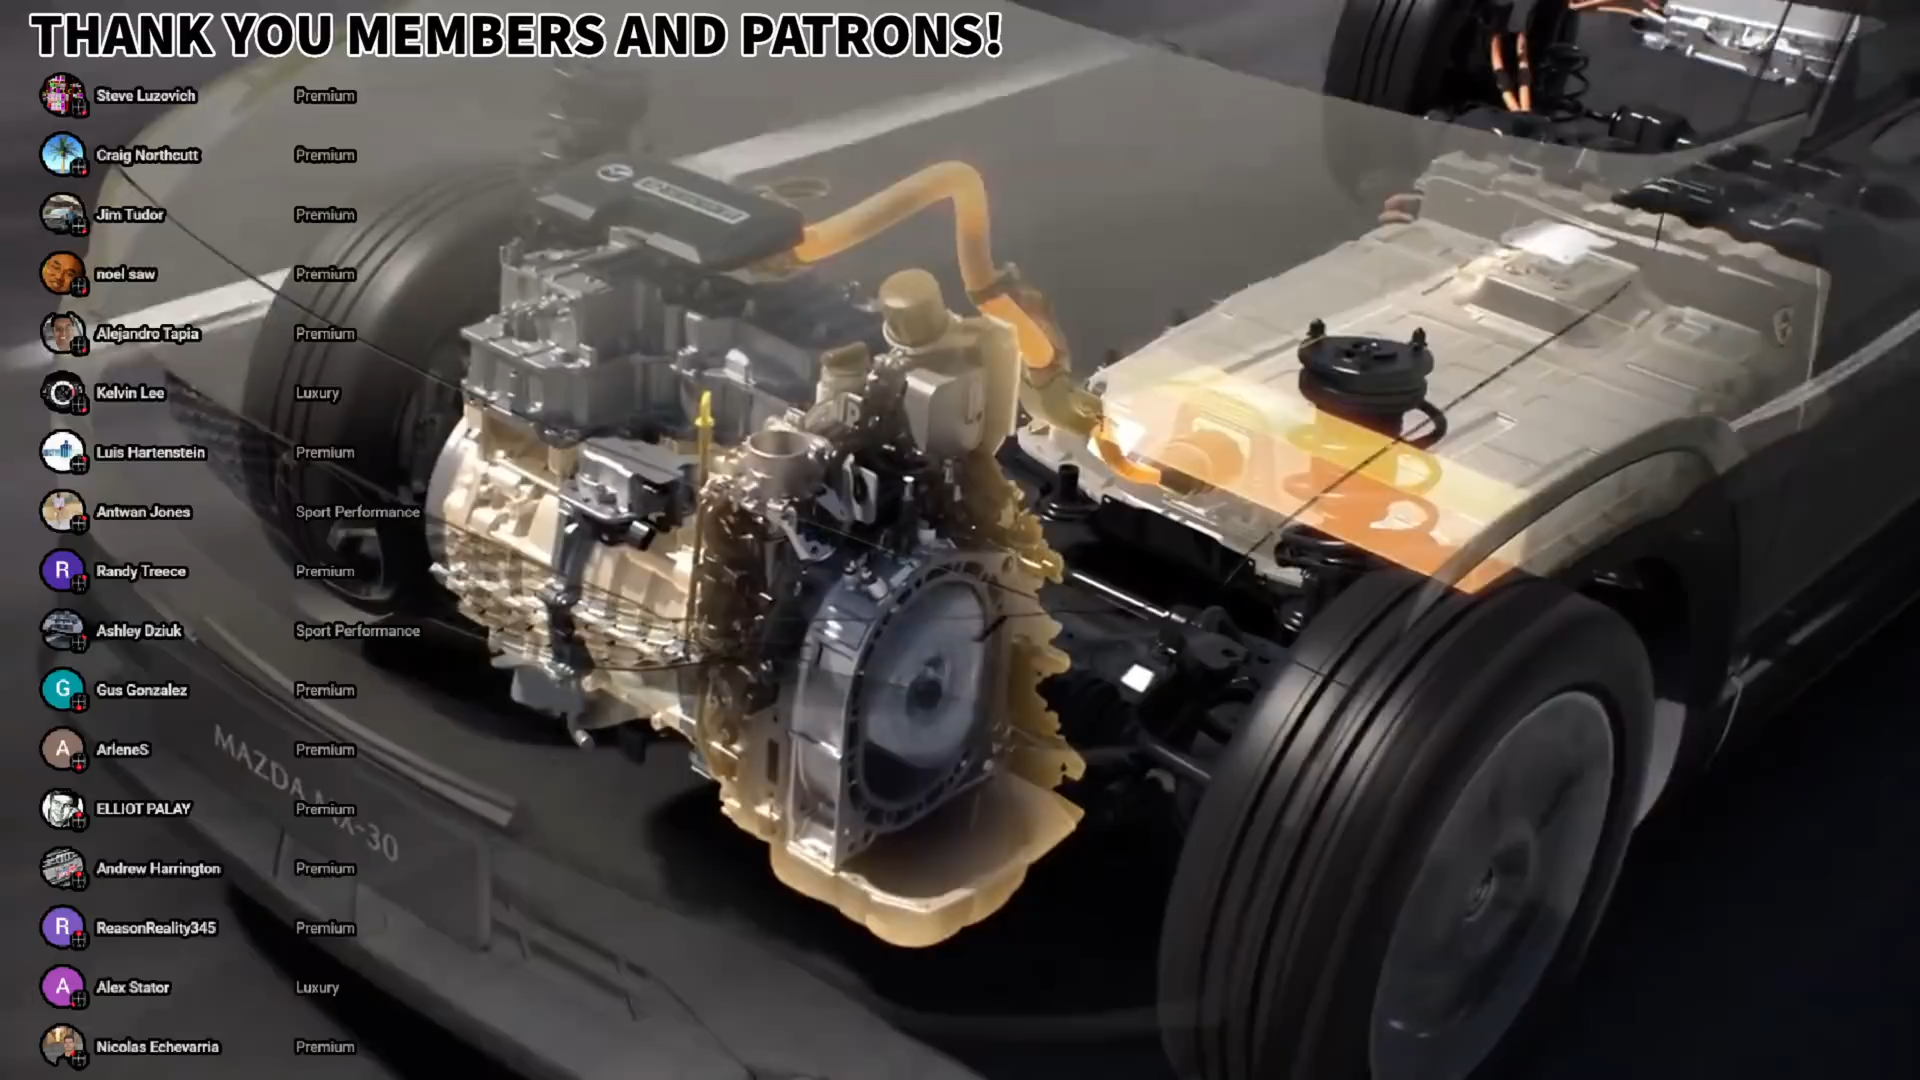 THANK YOU MEMBERS AND PATRONS!
Steve Luzovich Premium
Craig Northcutt Premium
Jim Tudor Premium
noel saw Premium
Alejandro Tapia Premium
Kelvin Lee Luxury
Luis Hartenstein Premium
Antwan Jones Sport Performance
R Randy Treece Premium
Ashley Dziuk Sport Performance
G Gus Gonzalez Premium
A ArleneS Premium
ELLIOT PALAY Premium
Andrew Harrington Premium
R ReasonReality345 Premium
A Alex Stator Luxury
Nicolas Echevarria Premium
MAZDA MX-30